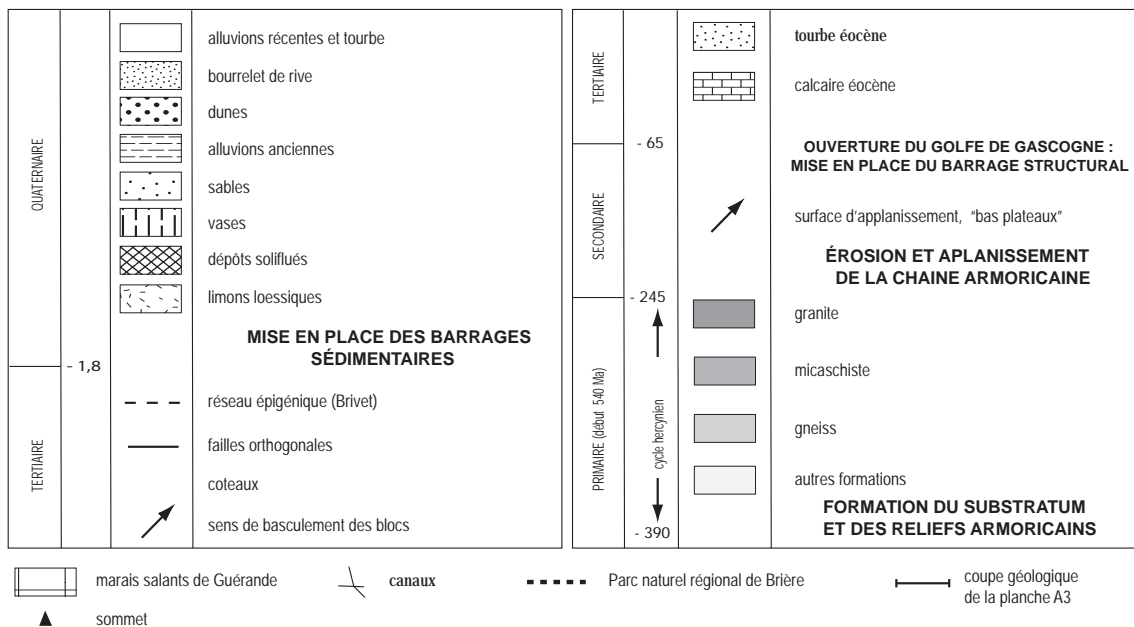 QUATERNAIRE
alluvions récentes et tourbe
bourrelet de rive
dunes
alluvions anciennes
sables
vases
dépôts soliflués
limons loessiques
MISE EN PLACE DES BARRAGES
SÉDIMENTAIRES
- 1,8
TERTIAIRE
réseau épigénique (Brivet)
failles orthogonales
coteaux
sens de basculement des blocs
TERTIAIRE
tourbe éocène
calcaire éocène
- 65
OUVERTURE DU GOLFE DE GASCOGNE :
MISE EN PLACE DU BARRAGE STRUCTURAL
SECONDAIRE
surface d'applanissement, "bas plateaux"
ÉROSION ET APLANISSEMENT
DE LA CHAINE ARMORICAINE
- 245
PRIMAIRE (début 540 Ma)
cycle hercynien
granite
micaschiste
gneiss
autres formations
FORMATION DU SUBSTRATUM
ET DES RELIEFS ARMORICAINS
- 390
marais salants de Guérande
canaux
Parc naturel régional de Brière
coupe géologique
de la planche A3
sommet